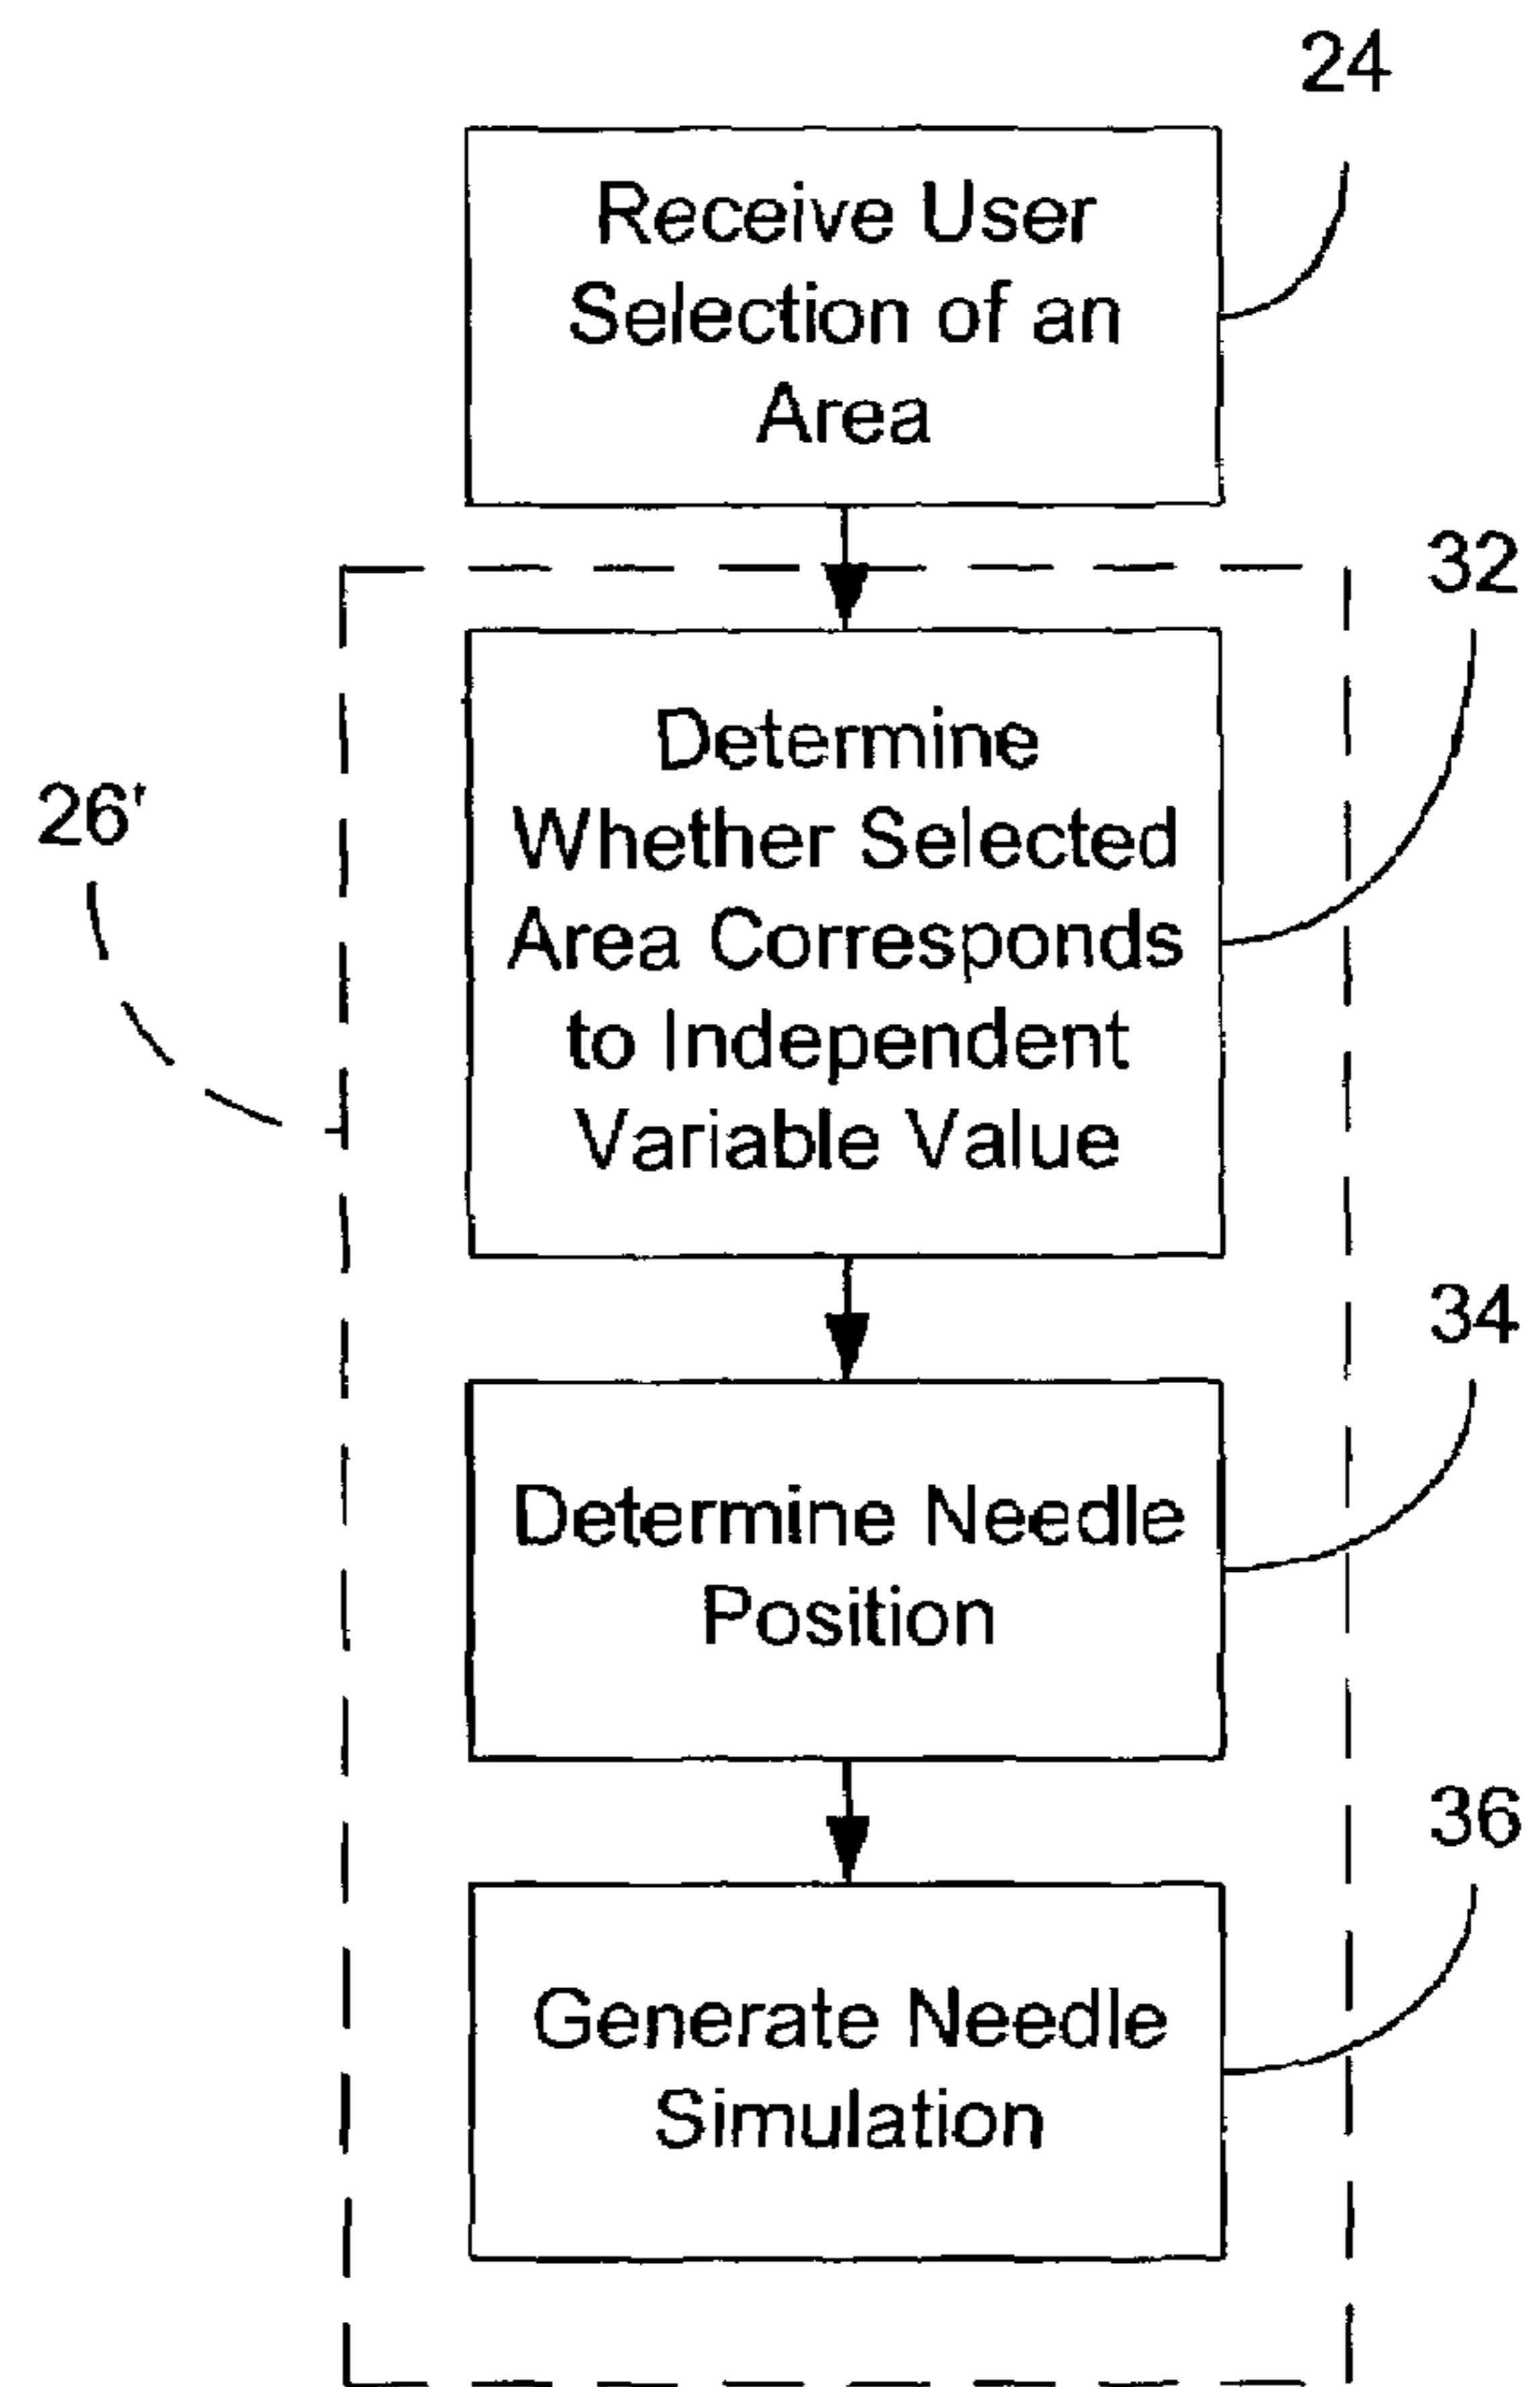 24
Receive User
Selection of an
Area
32
Determine
Whether Selected
Area Corresponds
to Independent
Variable Value
26'
34
Determine Needle
Position
36
Generate Needle
Simulation